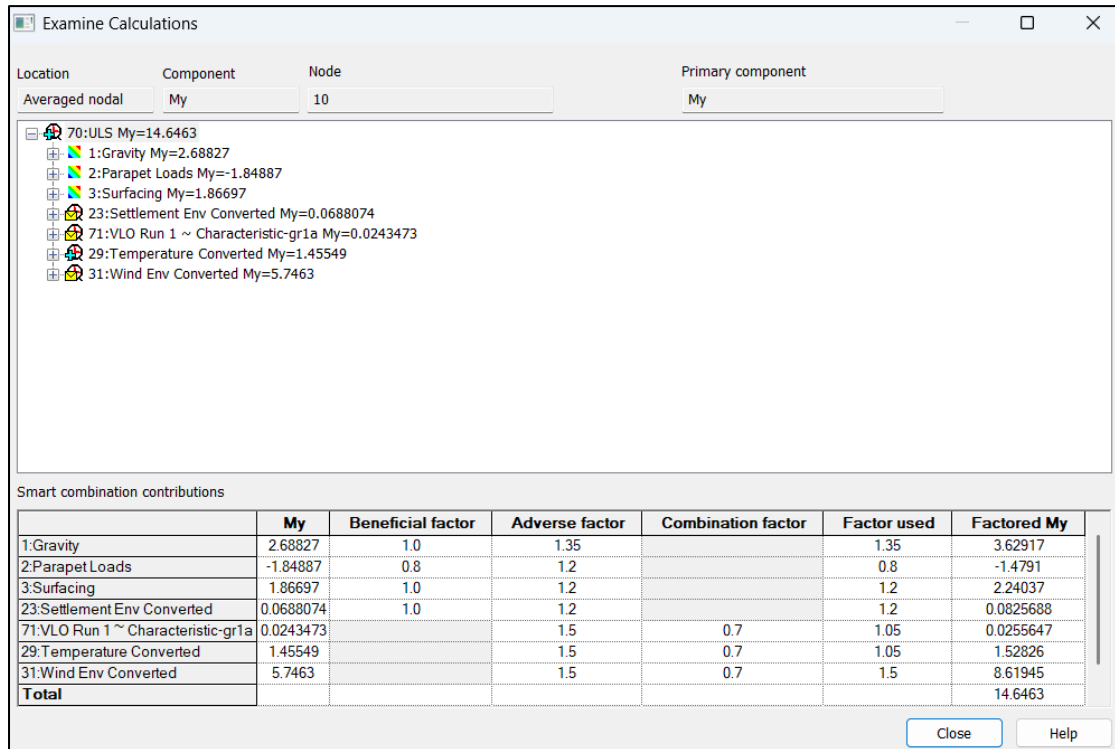 Examine Calculations
Location Component Node Primary component
Averaged nodal My 10 My
70:ULS My=14.6463
1:Gravity My=2.68827
2:Parapet Loads My=-1.84887
3:Surfacing My=1.86697
23:Settlement Env Converted My=0.0688074
71:VLO Run 1 ~ Characteristic-gr1a My=0.0243473
29:Temperature Converted My=1.45549
31:Wind Env Converted My=5.7463
Smart combination contributions
My Beneficial factor Adverse factor Combination factor Factor used Factored My
1:Gravity 2.68827 1.0 1.35 1.35 3.62917
2:Parapet Loads -1.84887 0.8 1.2 0.8 -1.4791
3:Surfacing 1.86697 1.0 1.2 1.2 2.24037
23:Settlement Env Converted 0.0688074 1.0 1.2 1.2 0.0825688
71:VLO Run 1 ~ Characteristic-gr1a 0.0243473 1.5 0.7 1.05 0.0255647
29:Temperature Converted 1.45549 1.5 0.7 1.05 1.52826
31:Wind Env Converted 5.7463 1.5 0.7 1.5 8.61945
Total 14.6463
Close Help